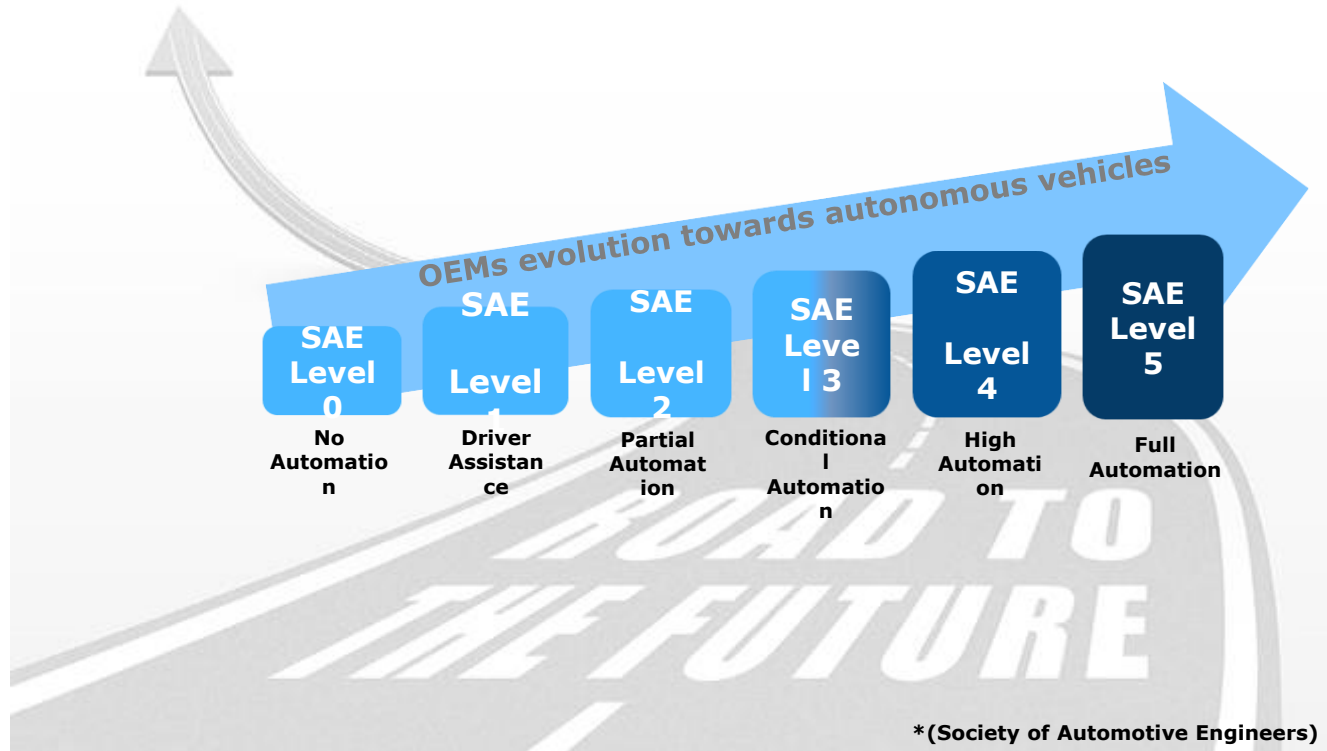 OEMs evolution towards autonomous vehicles
SAE
Level
0
SAE
Level
1
SAE
Level
2
SAE
Leve
l 3
SAE
Level
4
SAE
Level
5
No
Automatio
n
Driver
Assistan
ce
Partial
Automat
ion
Conditiona
l
Automatio
n
High
Automati
on
Full
Automation
ROAD TO
THE FUTURE
*(Society of Automotive Engineers)